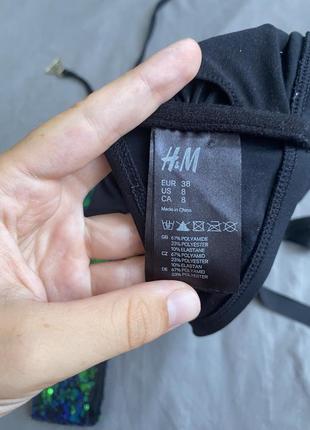 H&M
EUR 38
US 8
CA 8
Made in China
GB 67% POLYAMIDE
23% POLYESTER
10% ELASTANE
CZ 67% POLYAMID
23% POLYESTER
10% ELASTAN
DE 67% POLYAMID
23% POLYESTER